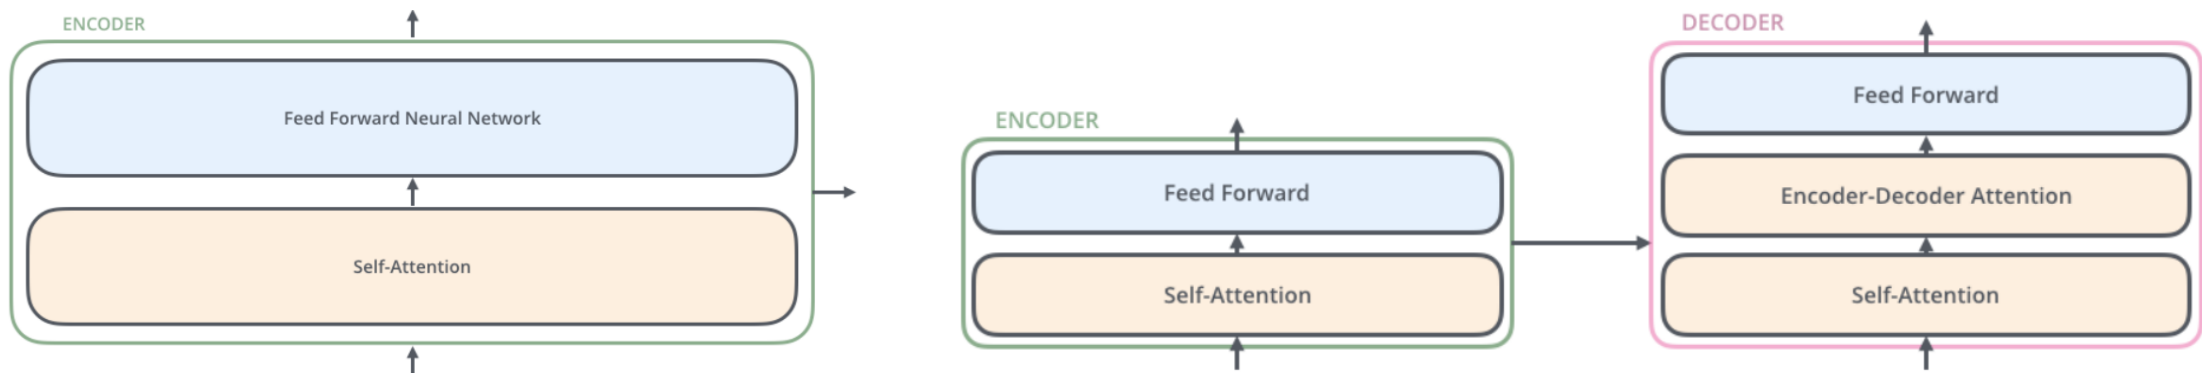 ENCODER
Feed Forward Neural Network
Self-Attention
ENCODER
Feed Forward
Self-Attention
DECODER
Feed Forward
Encoder-Decoder Attention
Self-Attention